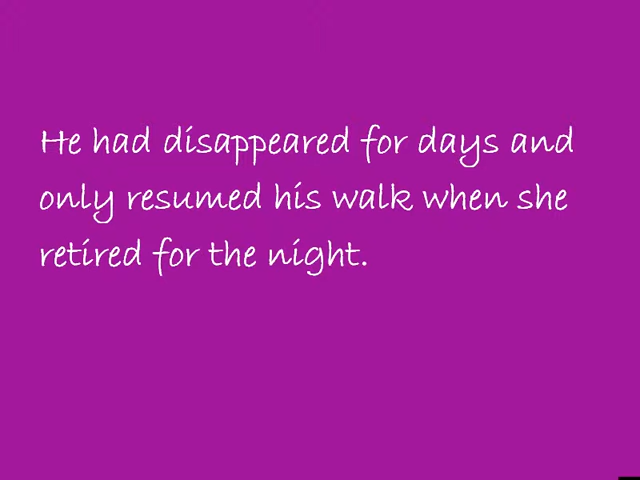 He had disappeared for days and
only resumed his walk when she
retired for the night.